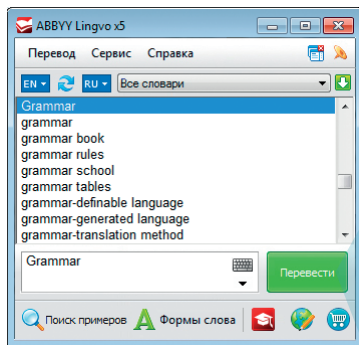 ABBYY Lingvo x5
Перевод Сервис Справка
EN RU Все словари
Grammar
grammar
grammar book
grammar rules
grammar school
grammar tables
grammar-definable language
grammar-generated language
grammar-translation method
Grammar
Перевести
Поиск примеров A Формы слова